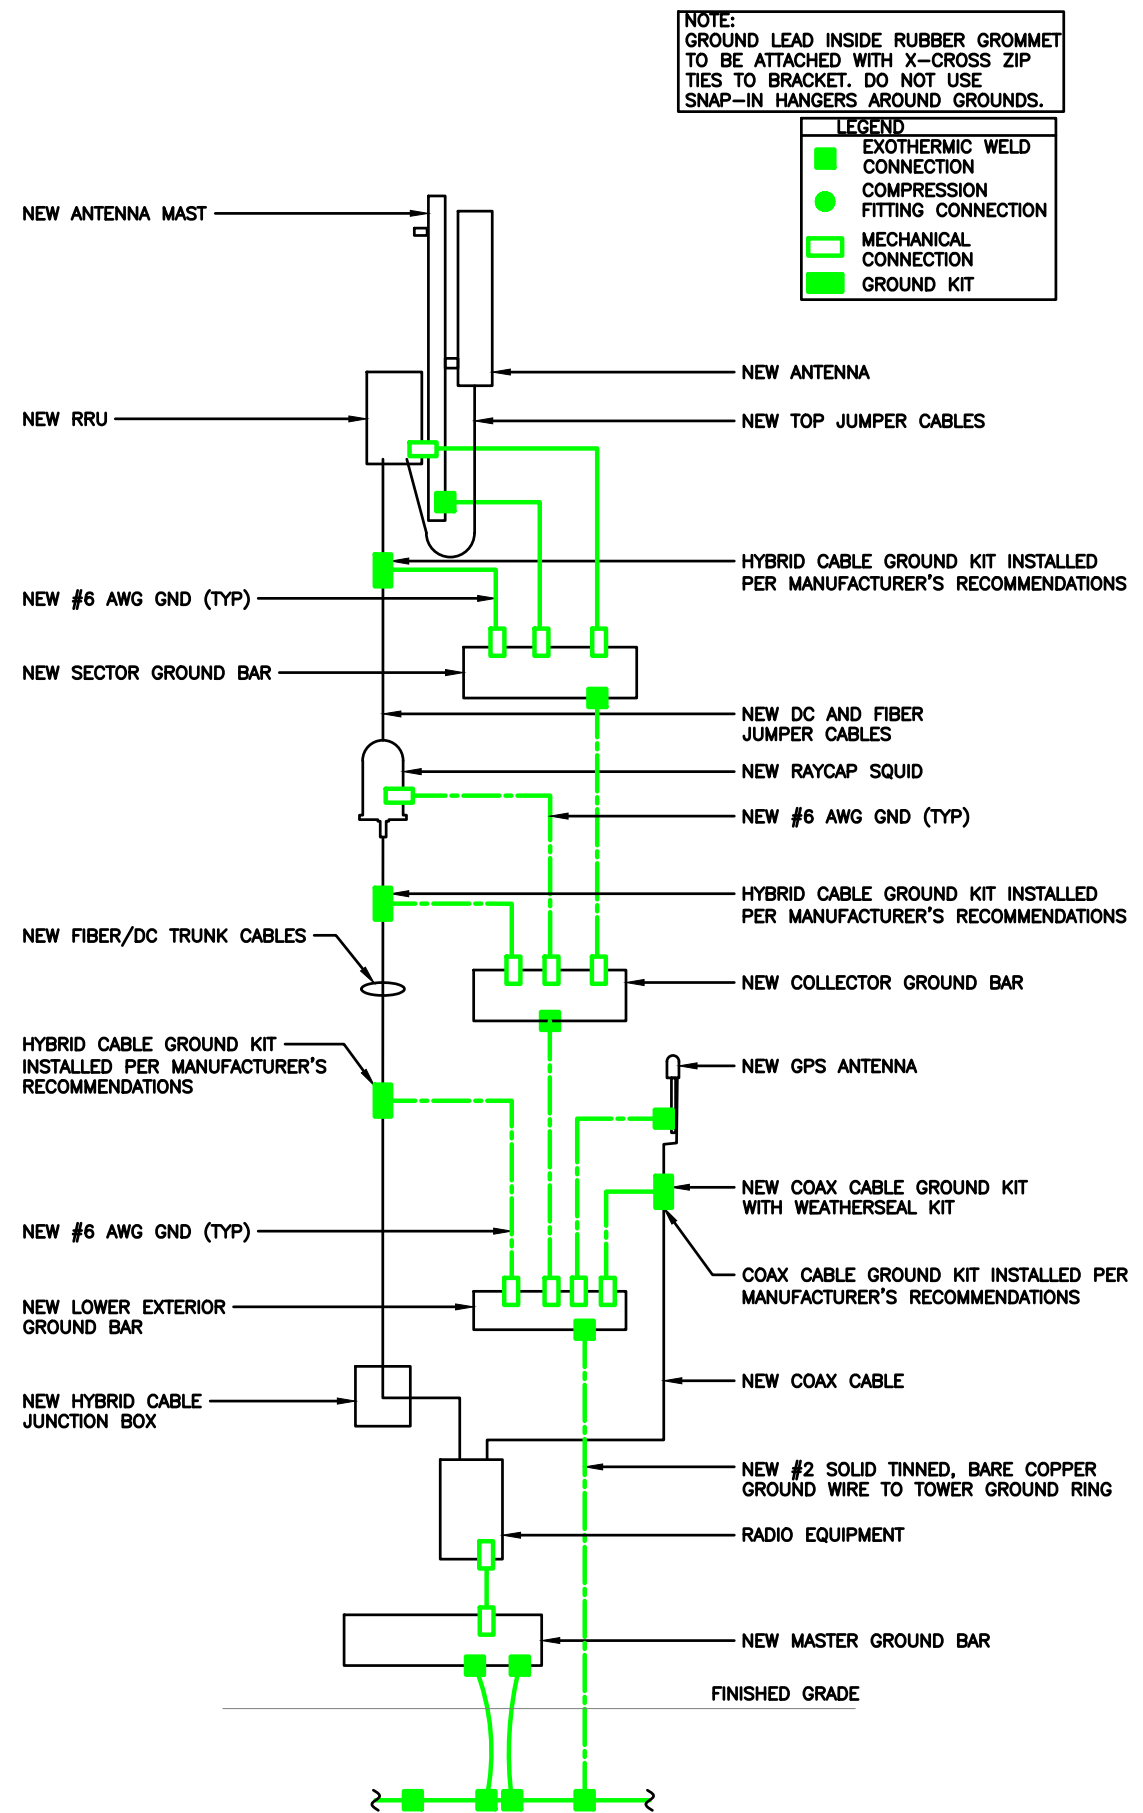 NOTE:
GROUND LEAD INSIDE RUBBER GROMMET
TO BE ATTACHED WITH X-CROSS ZIP
TIES TO BRACKET. DO NOT USE
SNAP-IN HANGERS AROUND GROUNDS.
LEGEND
EXOTHERMIC WELD
CONNECTION
COMPRESSION
FITTING CONNECTION
MECHANICAL
CONNECTION
GROUND KIT
NEW ANTENNA MAST
NEW ANTENNA
NEW RRU
NEW TOP JUMPER CABLES
HYBRID CABLE GROUND KIT INSTALLED
PER MANUFACTURER'S RECOMMENDATIONS
NEW #6 AWG GND (TYP)
NEW SECTOR GROUND BAR
NEW DC AND FIBER
JUMPER CABLES
NEW RAYCAP SQUID
NEW #6 AWG GND (TYP)
HYBRID CABLE GROUND KIT INSTALLED
PER MANUFACTURER'S RECOMMENDATIONS
NEW FIBER/DC TRUNK CABLES
NEW COLLECTOR GROUND BAR
HYBRID CABLE GROUND KIT
INSTALLED PER MANUFACTURER'S
RECOMMENDATIONS
NEW GPS ANTENNA
NEW COAX CABLE GROUND KIT
WITH WEATHERSEAL KIT
NEW #6 AWG GND (TYP)
COAX CABLE GROUND KIT INSTALLED PER
MANUFACTURER'S RECOMMENDATIONS
NEW LOWER EXTERIOR
GROUND BAR
NEW COAX CABLE
NEW HYBRID CABLE
JUNCTION BOX
NEW #2 SOLID TINNED, BARE COPPER
GROUND WIRE TO TOWER GROUND RING
RADIO EQUIPMENT
NEW MASTER GROUND BAR
FINISHED GRADE